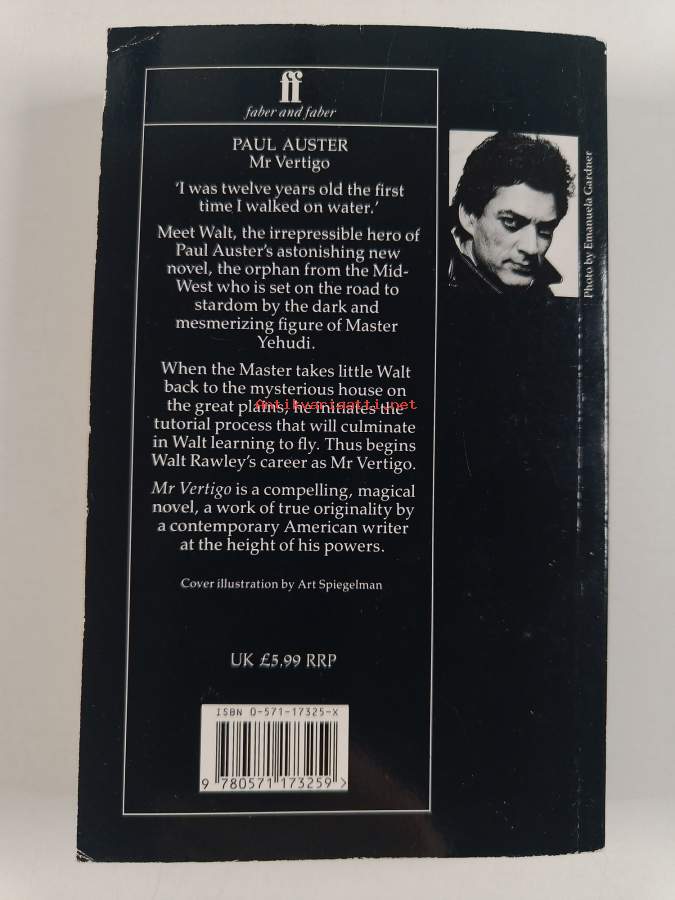 ff
faber and faber
PAUL AUSTER
Mr Vertigo
‘I was twelve years old the first
time I walked on water.’
Meet Walt, the irrepressible hero of
Paul Auster’s astonishing new
novel, the orphan from the Mid-
West who is set on the road to
stardom by the dark and
mesmerizing figure of Master
Yehudi.
When the Master takes little Walt
back to the mysterious house on
the great plains, he initiates the
antikvariaatti.net
tutorial process that will culminate
in Walt learning to fly. Thus begins
Walt Rawley’s career as Mr Vertigo.
Mr Vertigo is a compelling, magical
novel, a work of true originality by
a contemporary American writer
at the height of his powers.
Cover illustration by Art Spiegelman
UK £5.99 RRP
ISBN 0-571-17325-X
9 780571 173259 >
Photo by Emanuela Gardner